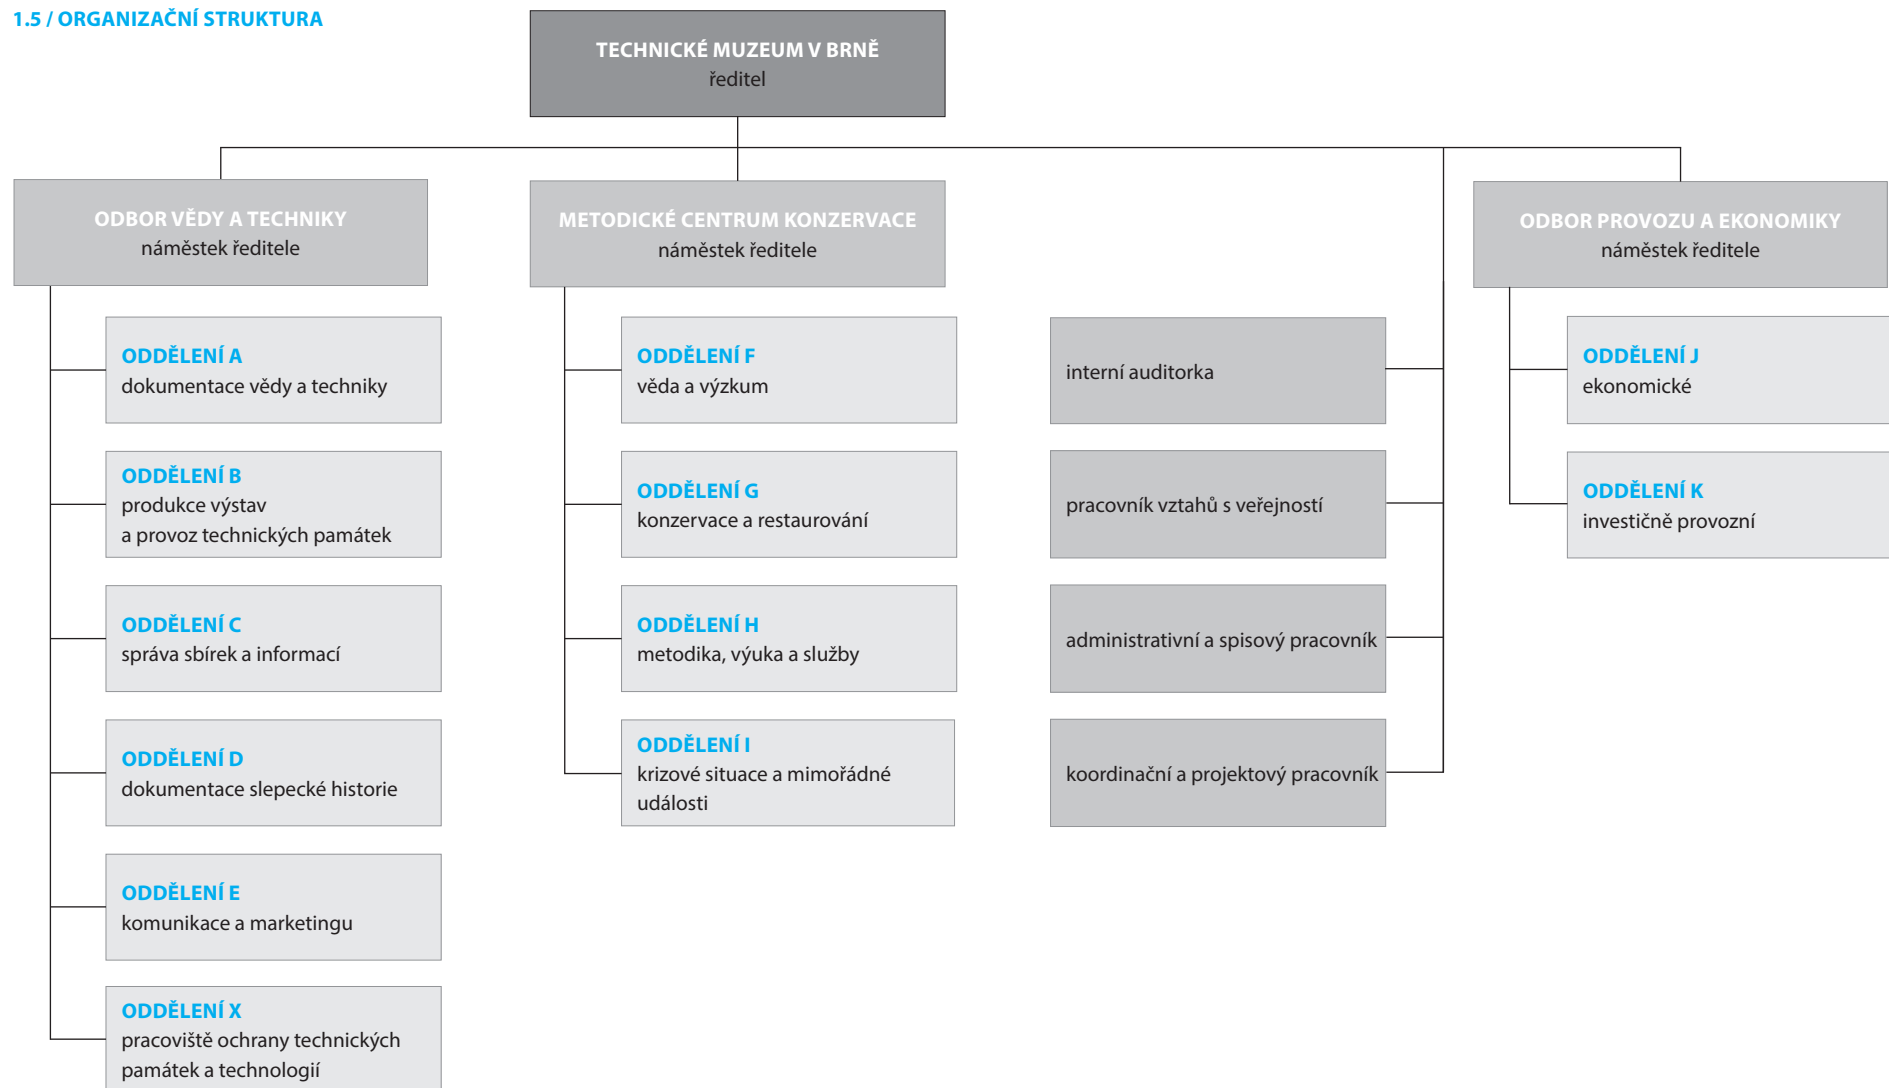 1.5 / ORGANIZAČNÍ STRUKTURA
TECHNICKÉ MUZEUM V BRNĚ
ředitel
ODBOR VĚDY A TECHNIKY
náměstek ředitele
METODICKÉ CENTRUM KONZERVACE
náměstek ředitele
ODBOR PROVOZU A EKONOMIKY
náměstek ředitele
ODDĚLENÍ A
dokumentace vědy a techniky
ODDĚLENÍ B
produkce výstav
a provoz technických památek
ODDĚLENÍ C
správa sbírek a informací
ODDĚLENÍ D
dokumentace slepecké historie
ODDĚLENÍ E
komunikace a marketingu
ODDĚLENÍ X
pracoviště ochrany technických
památek a technologií
ODDĚLENÍ F
věda a výzkum
ODDĚLENÍ G
konzervace a restaurování
ODDĚLENÍ H
metodika, výuka a služby
ODDĚLENÍ I
krizové situace a mimořádné
události
interní auditorka
pracovník vztahů s veřejností
administrativní a spisový pracovník
koordinační a projektový pracovník
ODDĚLENÍ J
ekonomické
ODDĚLENÍ K
investičně provozní